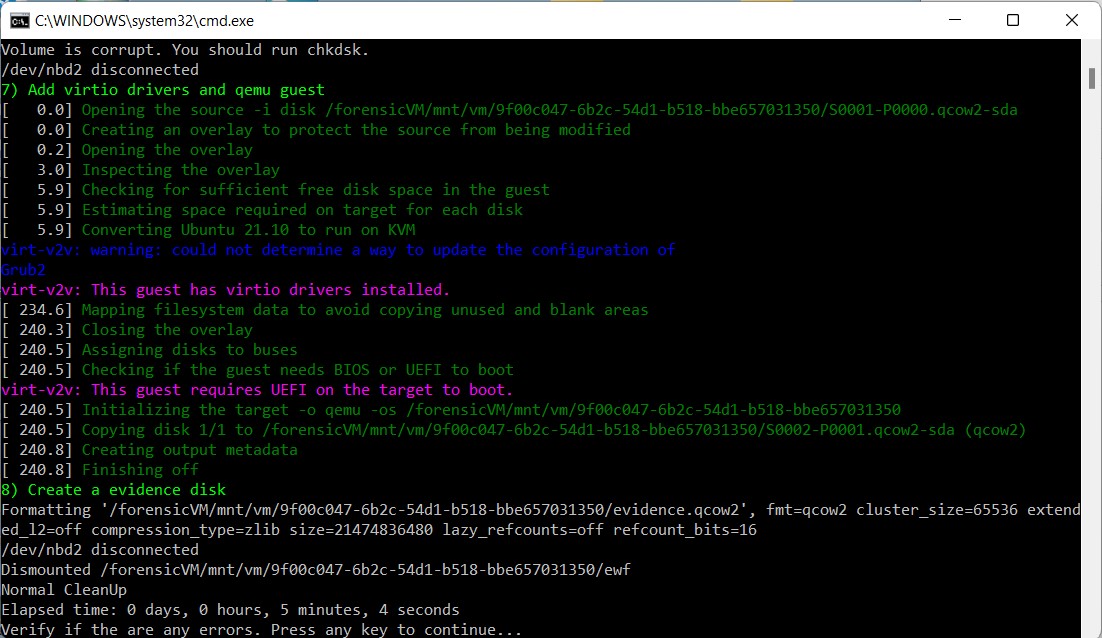 C:\WINDOWS\system32\cmd.exe
Volume is corrupt. You should run chkdsk.
/dev/nbd2 disconnected
7) Add virtio drivers and qemu guest
[   0.0] Opening the source -i disk /forensicVM/mnt/vm/9f00c047-6b2c-54d1-b518-bbe657031350/S0001-P0000.qcow2-sda
[   0.0] Creating an overlay to protect the source from being modified
[   0.2] Opening the overlay
[   3.0] Inspecting the overlay
[   5.9] Checking for sufficient free disk space in the guest
[   5.9] Estimating space required on target for each disk
[   5.9] Converting Ubuntu 21.10 to run on KVM
virt-v2v: warning: could not determine a way to update the configuration of
Grub2
virt-v2v: This guest has virtio drivers installed.
[ 234.6] Mapping filesystem data to avoid copying unused and blank areas
[ 240.3] Closing the overlay
[ 240.5] Assigning disks to buses
[ 240.5] Checking if the guest needs BIOS or UEFI to boot
virt-v2v: This guest requires UEFI on the target to boot.
[ 240.5] Initializing the target -o qemu -os /forensicVM/mnt/vm/9f00c047-6b2c-54d1-b518-bbe657031350
[ 240.5] Copying disk 1/1 to /forensicVM/mnt/vm/9f00c047-6b2c-54d1-b518-bbe657031350/S0002-P0001.qcow2-sda (qcow2)
[ 240.8] Creating output metadata
[ 240.8] Finishing off
8) Create a evidence disk
Formatting '/forensicVM/mnt/vm/9f00c047-6b2c-54d1-b518-bbe657031350/evidence.qcow2', fmt=qcow2 cluster_size=65536 extend
ed_l2=off compression_type=zlib size=21474836480 lazy_refcounts=off refcount_bits=16
/dev/nbd2 disconnected
Dismounted /forensicVM/mnt/vm/9f00c047-6b2c-54d1-b518-bbe657031350/ewf
Normal CleanUp
Elapsed time: 0 days, 0 hours, 5 minutes, 4 seconds
Verify if the are any errors. Press any key to continue...